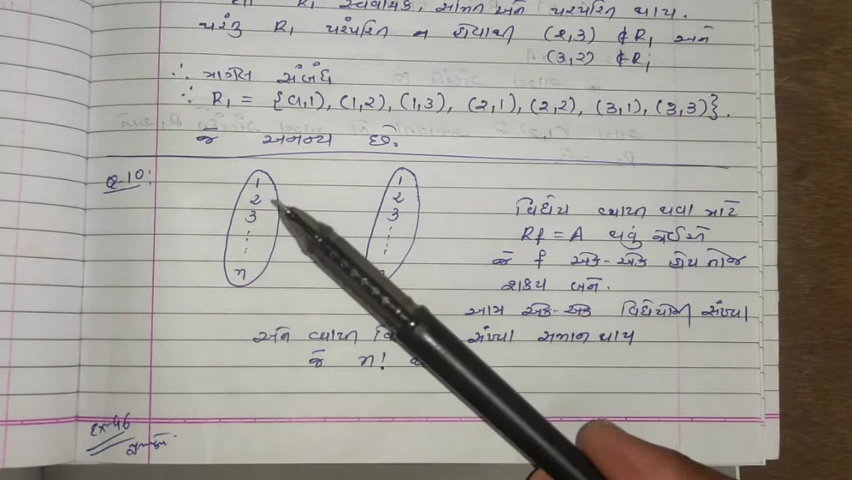 R₁ સ્વવાચક, સંમિત અને પરંપરિત થાય.
પરંતુ R₁ પરંપરિત ન હોવાથી (2,3) ∉ R₁ અને
(3,2) ∉ R₁
∴ માગેલ સંબંધ
∴ R₁ = {(1,1), (1,2), (1,3), (2,1), (2,2), (3,1), (3,3)}.
જે અનન્ય છે.
Q-10:
1
2
3
n
1
2
3
વિધેય વ્યાપ્ત થવા માટે
Rf = A થવું જોઈએ
જે f એક-એક હોય તોજ
શક્ય બને.
આમ એક-એક વિધેયોની સંખ્યા
અને વ્યાપ્ત સંખ્યા સમાન થાય
જે n!
Ex-46